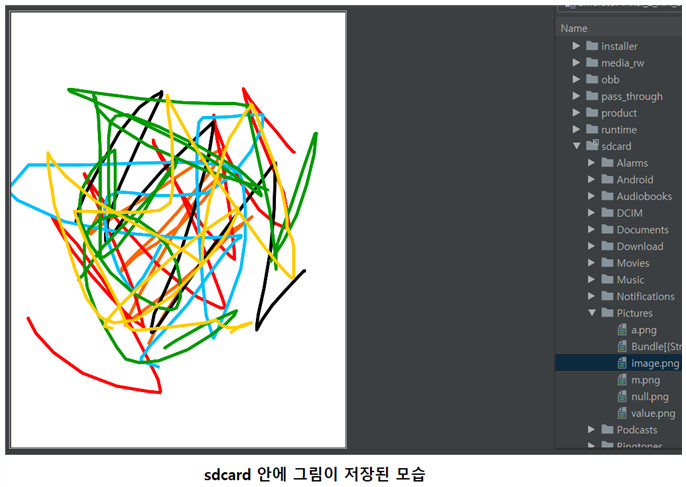 Name
installer
media_rw
obb
pass_through
product
runtime
sdcard
Alarms
Android
Audiobooks
DCIM
Documents
Download
Movies
Music
Notifications
Pictures
a.png
Bundle[{Str
image.png
m.png
null.png
value.png
Podcasts
Ringtones
sdcard 안에 그림이 저장된 모습